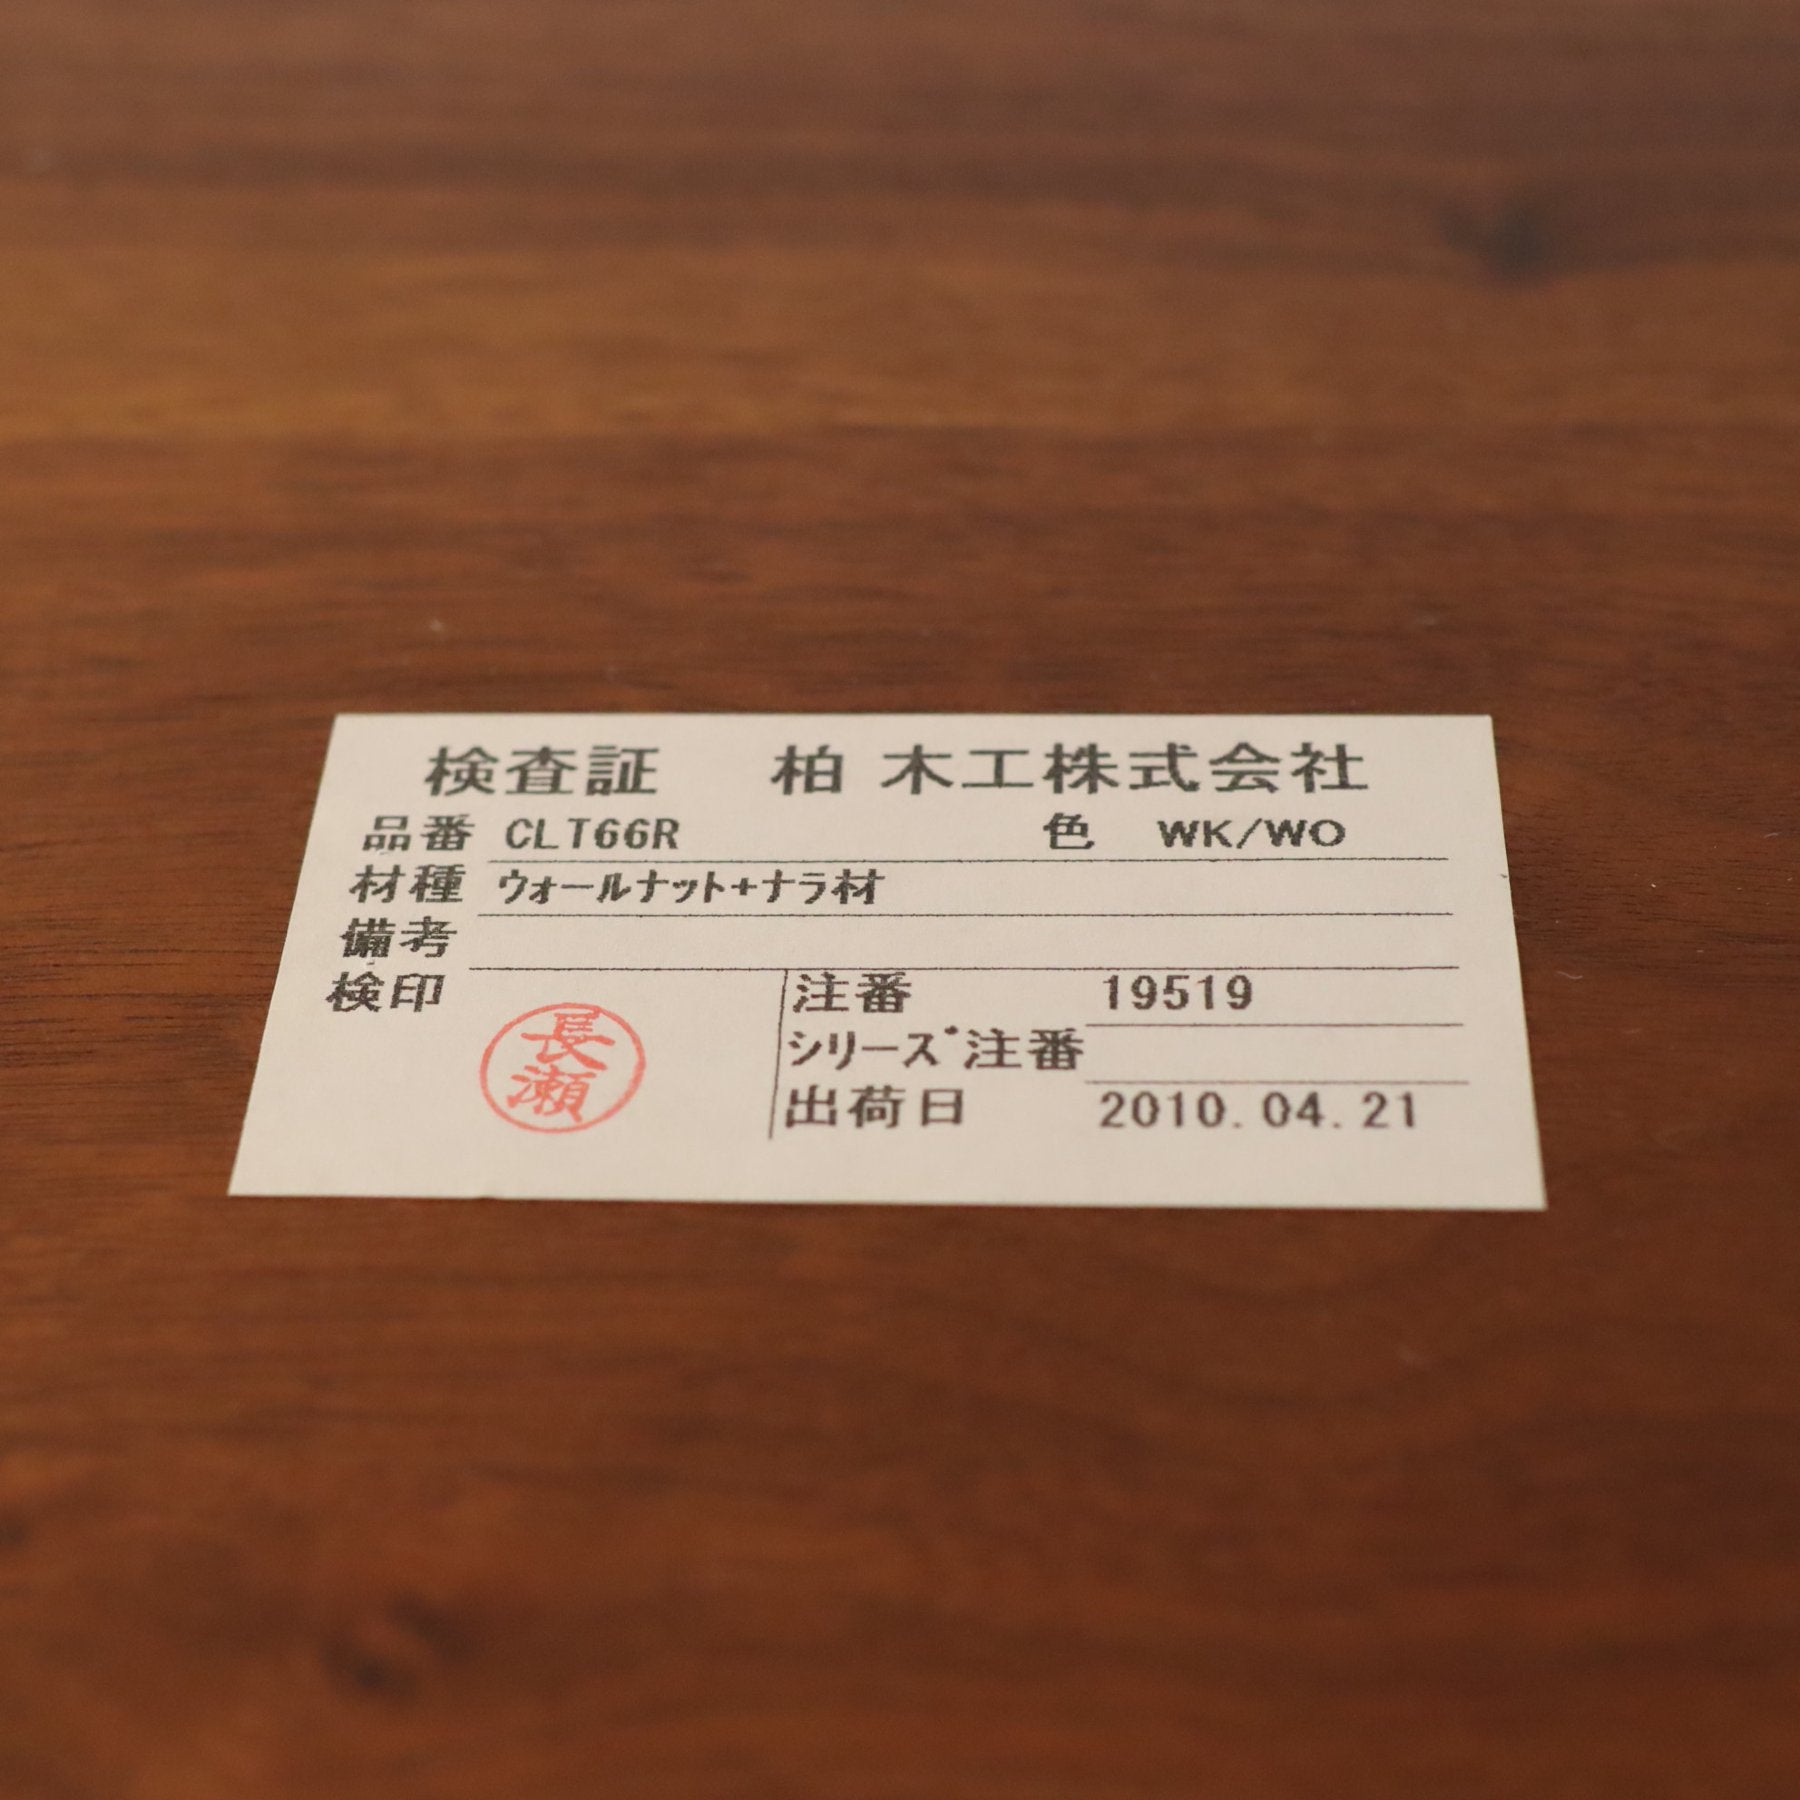 検査証 柏木工株式会社
品番 CLT66R 色 WK/WO
材種 ウォールナット+ナラ材
備考
検印
長瀬
注番 19519
シリーズ注番
出荷日 2010.04.21